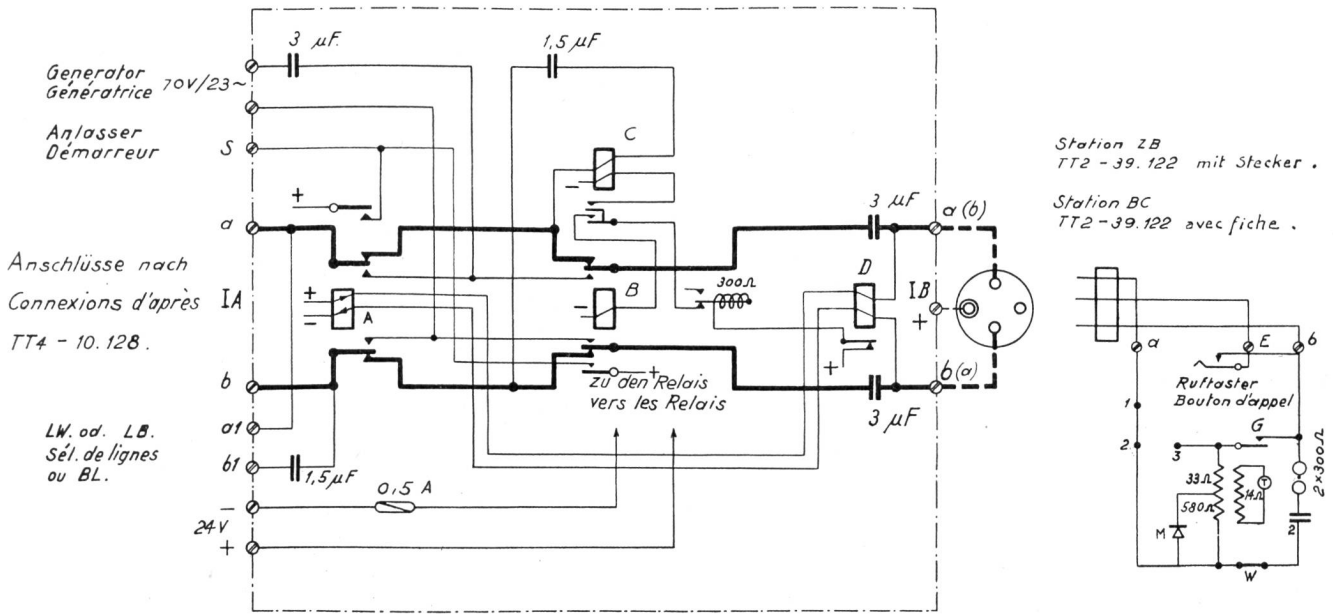 3 µF.
1,5 µF
Generator
Génératrice 70V/23~
Anlasser
Démarreur
S
C
−
+
a
3 µF
a (b)
Anschlüsse nach
Connexions d'après
TT4 - 10.128.
IA
+
−
A
−
B
300Ω
D
IB
+
+
b
+
zu den Relais
vers les Relais
b(a)
3 µF
a1
LW. od. LB.
Sél. de lignes
ou BL.
b1
1,5 µF
0,5 A
−
24V
+
Station ZB
TT2 - 39.122 mit Stecker.
Station BC
TT2 - 39.122 avec fiche.
a
E
b
Ruftaster
Bouton d'appel
1
G
2
3
33Ω
580Ω
14Ω
T
2×300Ω
M
2
W